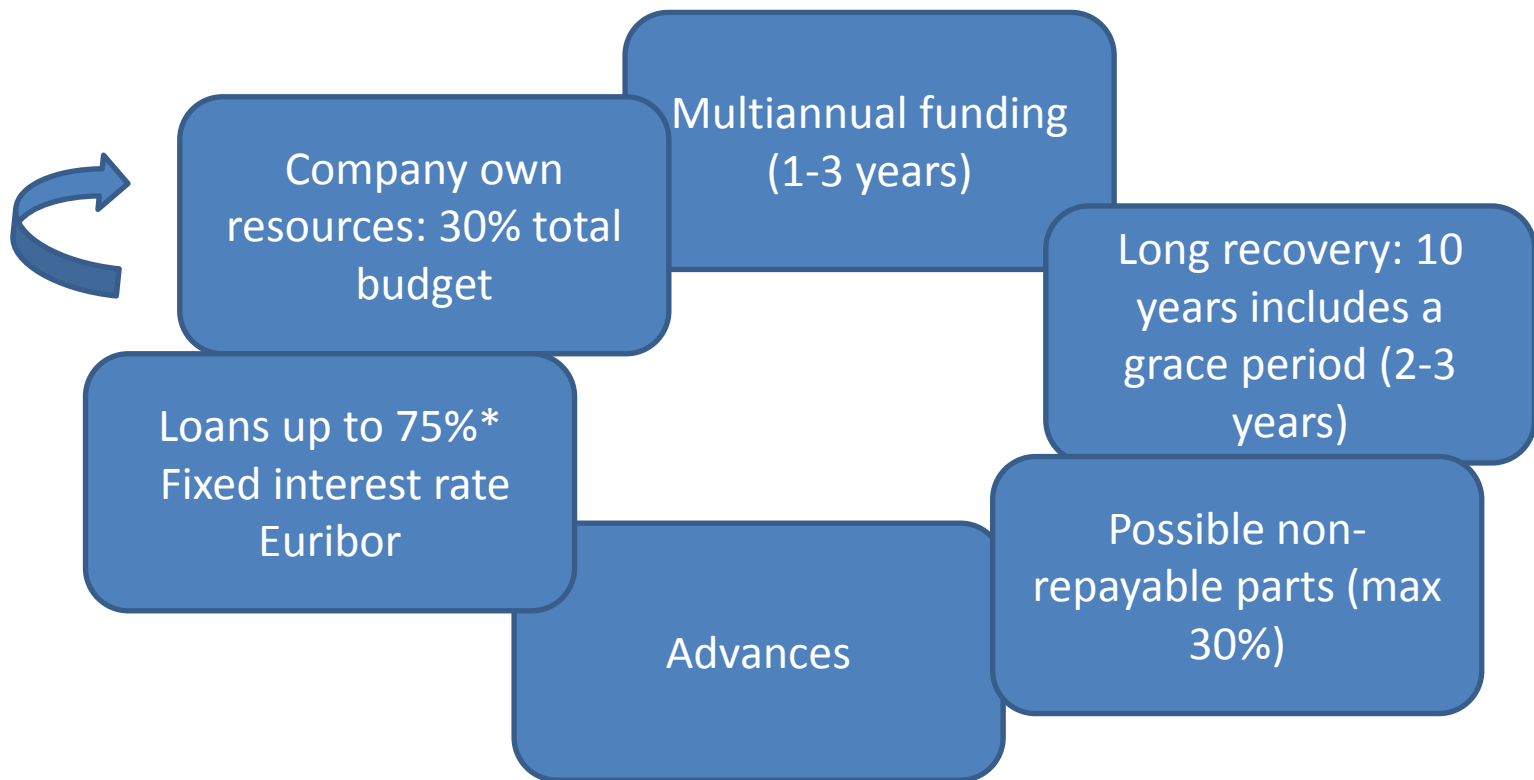 Multiannual funding
(1-3 years)
Company own
resources: 30% total
budget
Long recovery: 10
years includes a
grace period (2-3
years)
Loans up to 75%*
Fixed interest rate
Euribor
Possible non-
repayable parts (max
30%)
Advances